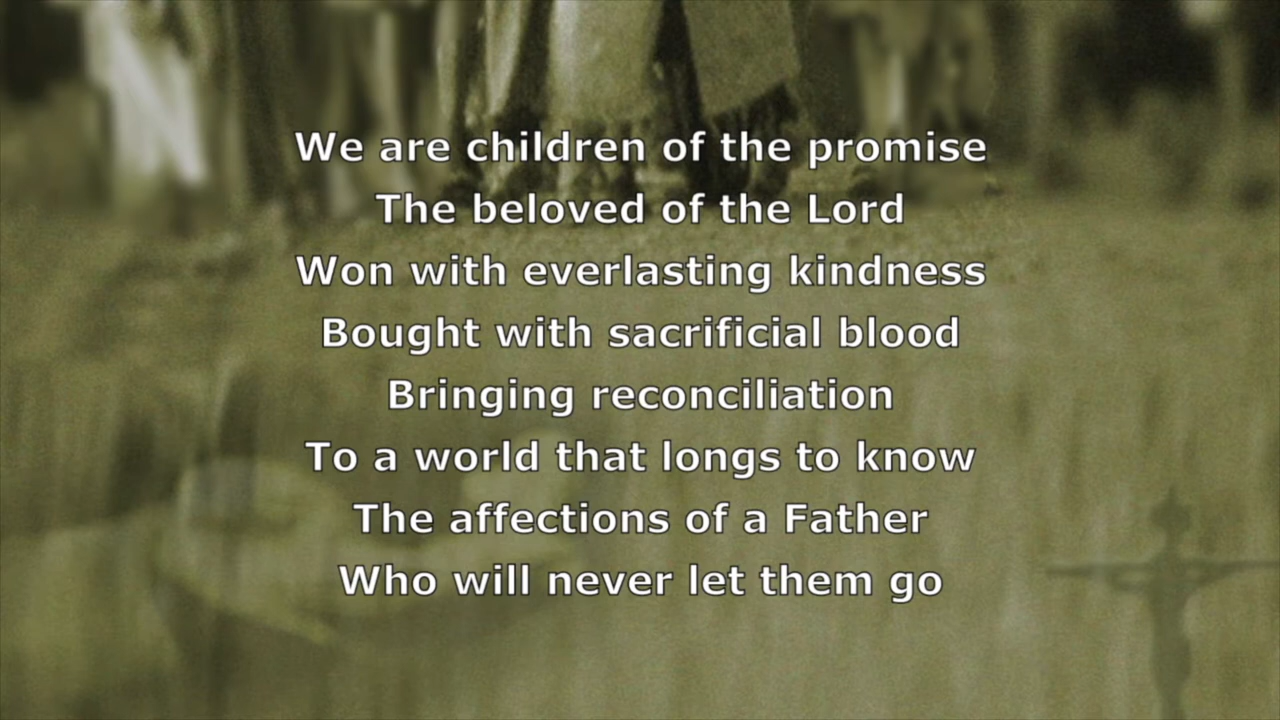 We are children of the promise
The beloved of the Lord
Won with everlasting kindness
Bought with sacrificial blood
Bringing reconciliation
To a world that longs to know
The affections of a Father
Who will never let them go